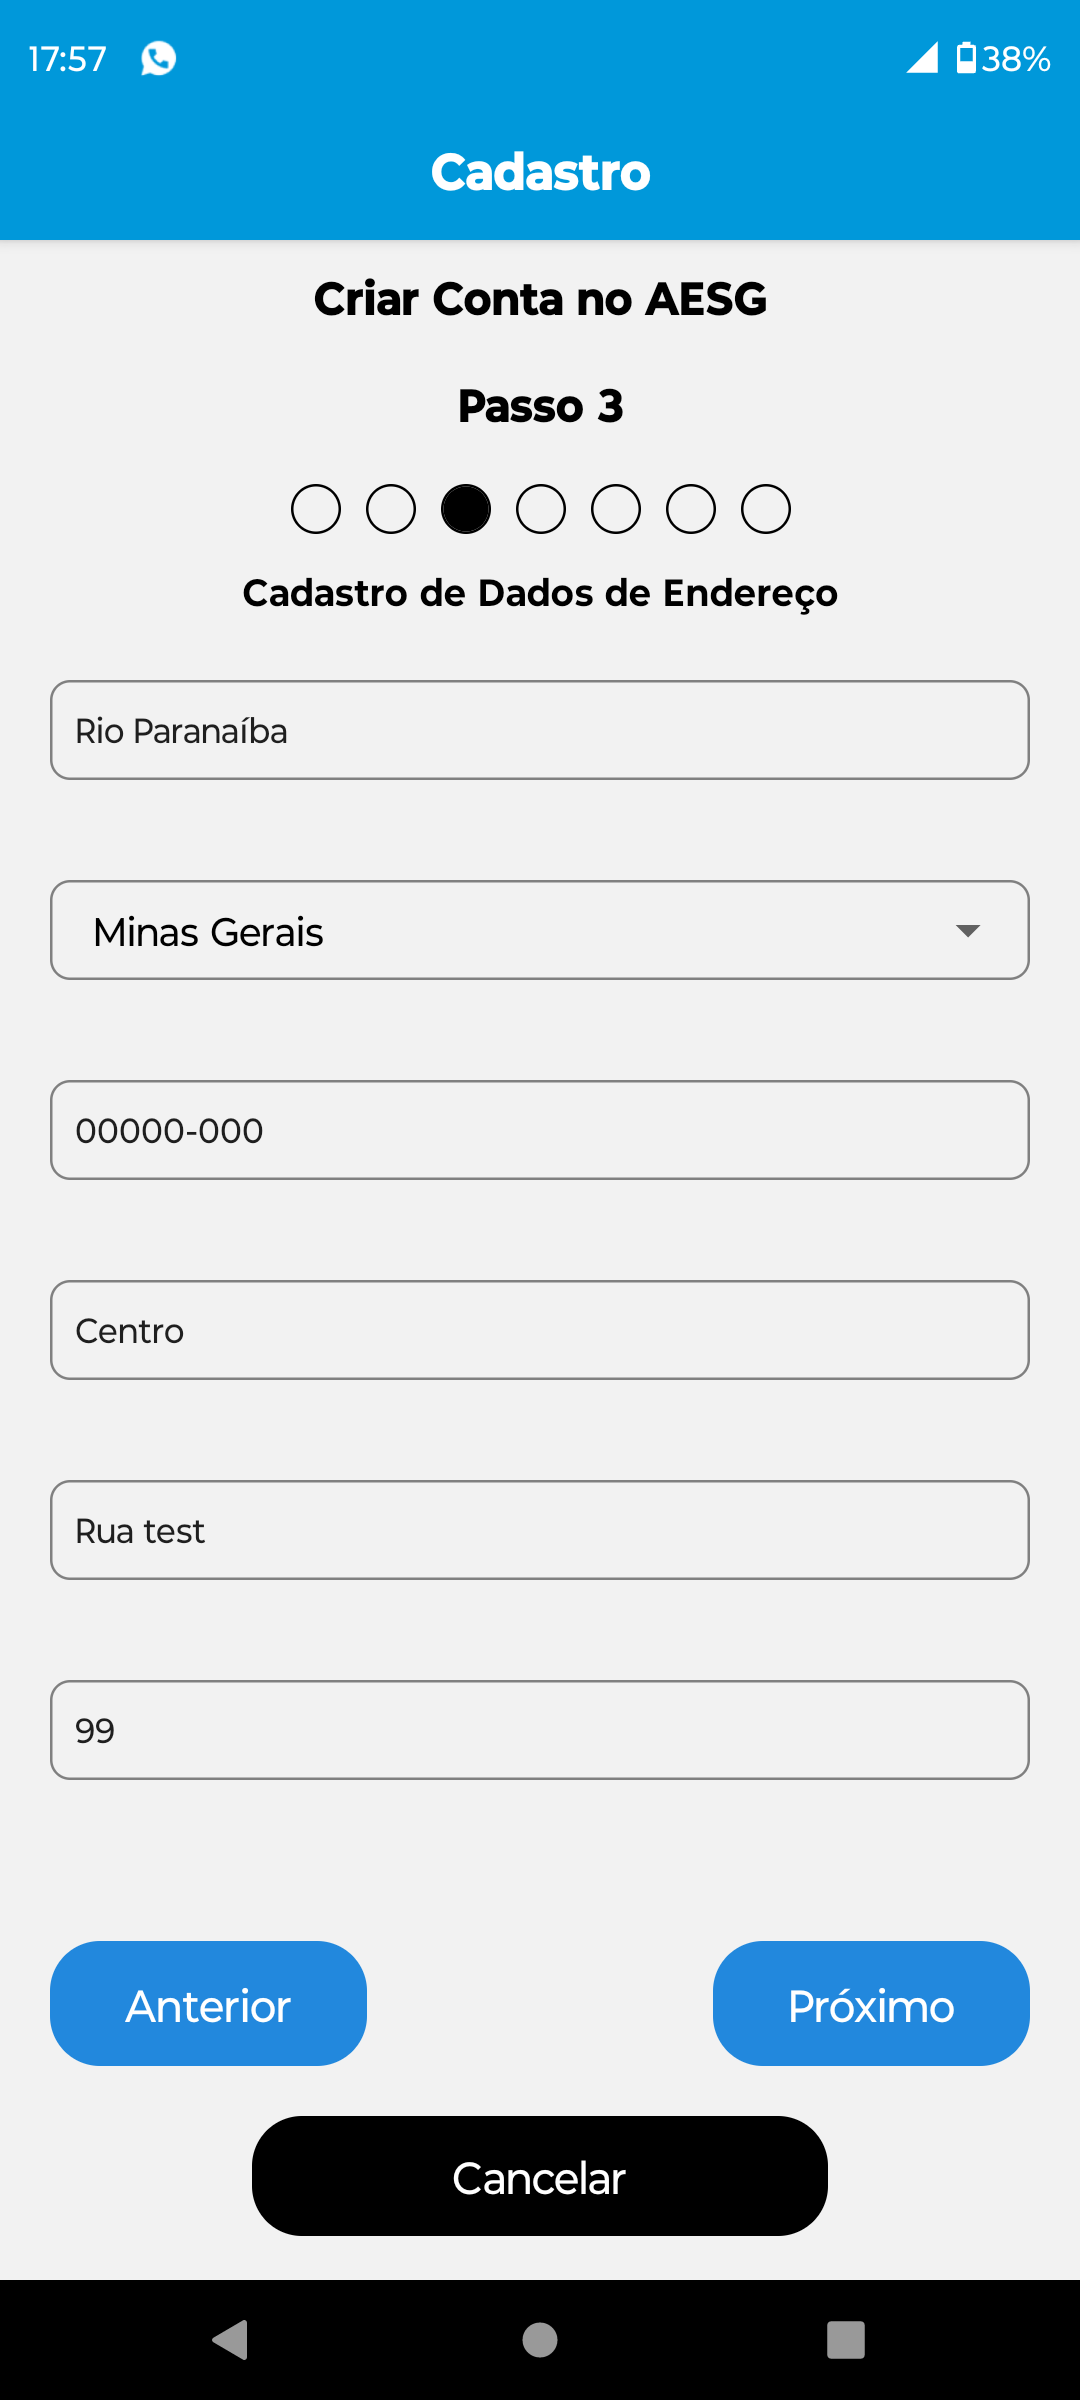 17:57
38%
Cadastro
Criar Conta no AESG
Passo 3
Cadastro de Dados de Endereço
Rio Paranaíba
Minas Gerais
00000-000
Centro
Rua test
99
Anterior
Próximo
Cancelar